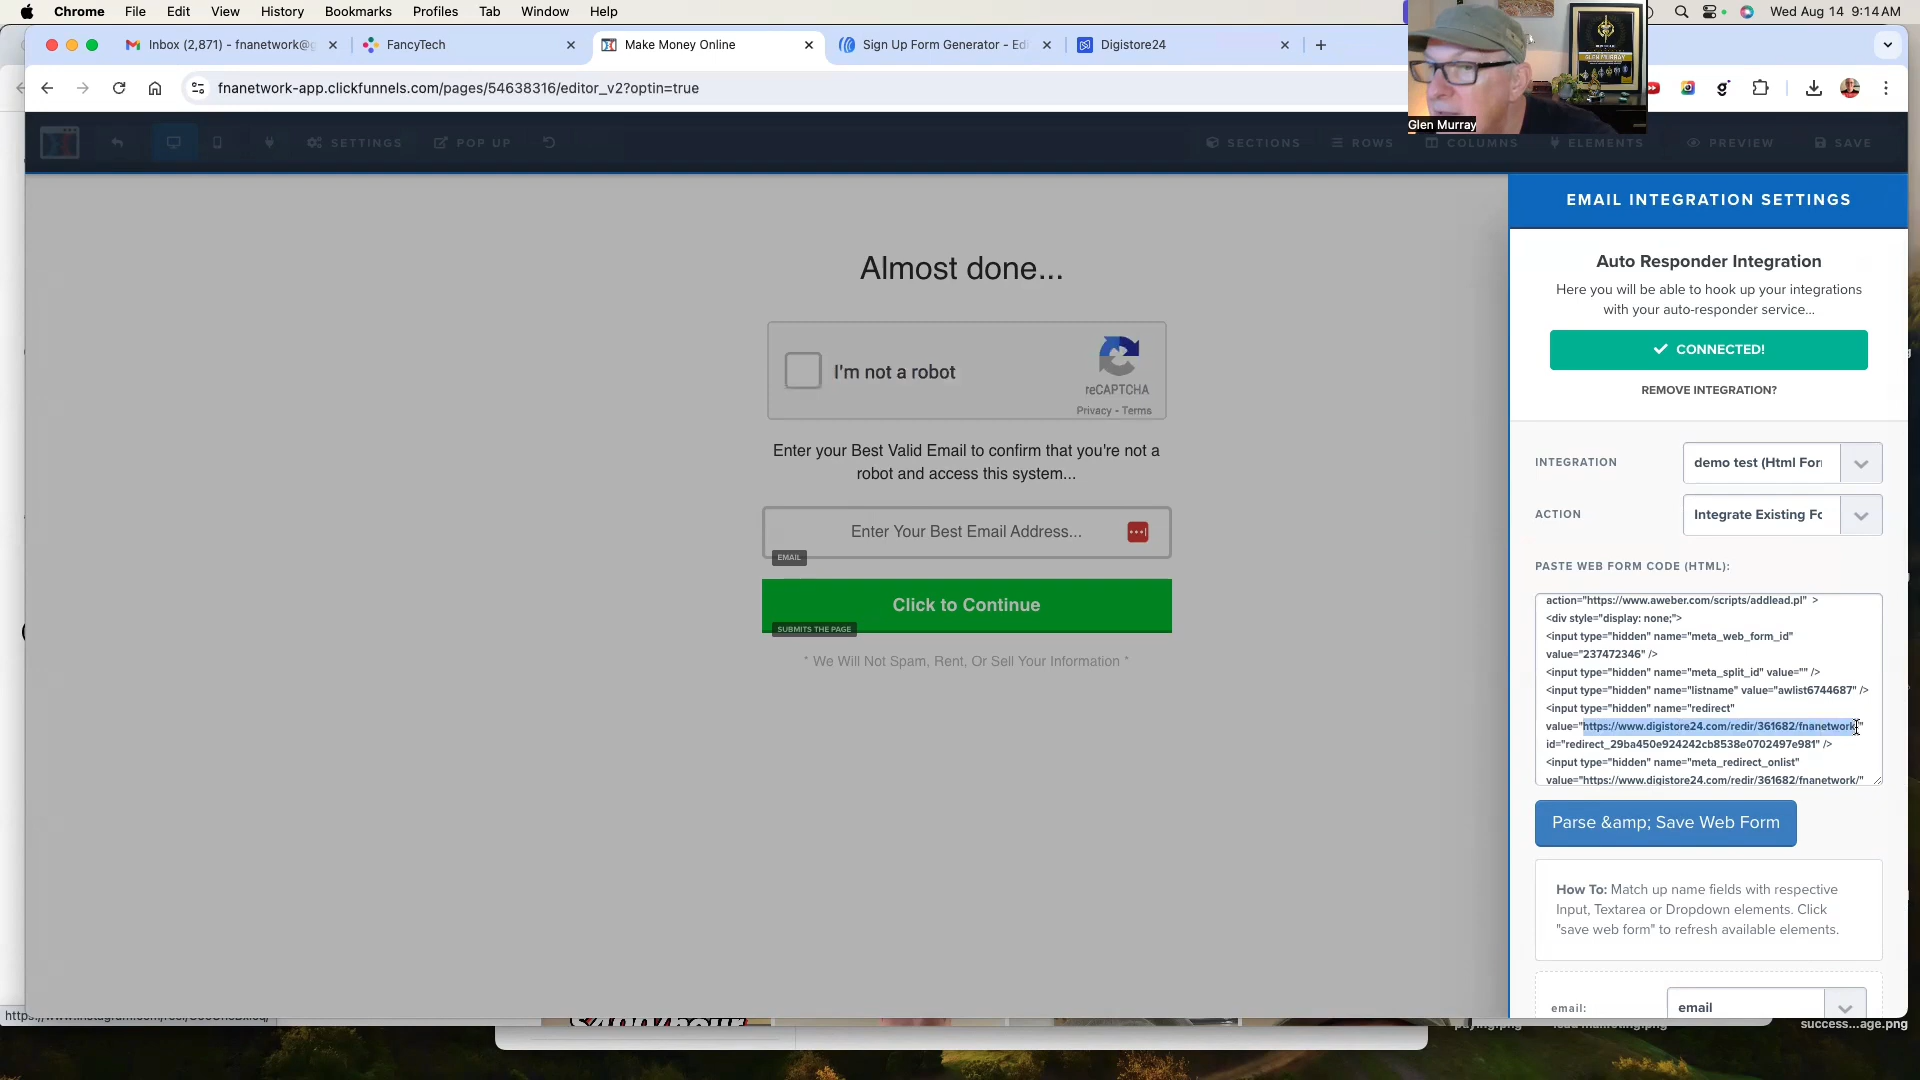 Chrome File Edit View History Bookmarks Profiles Tab Window Help
Wed Aug 14 9:14 AM
Inbox (2,871) - fnanetwork@g
FancyTech
Make Money Online
Sign Up Form Generator - Edi
Digistore24
fnanetwork-app.clickfunnels.com/pages/54638316/editor_v2?optin=true
GLEN MURRAY
Glen Murray
SETTINGS
POP UP
SECTIONS
ROWS
COLUMNS
ELEMENTS
PREVIEW
SAVE
EMAIL INTEGRATION SETTINGS
Auto Responder Integration
Here you will be able to hook up your integrations
with your auto-responder service...
CONNECTED!
REMOVE INTEGRATION?
INTEGRATION
demo test (Html For
ACTION
Integrate Existing Fo
PASTE WEB FORM CODE (HTML):
action="https://www.aweber.com/scripts/addlead.pl" >
<div style="display: none;">
<input type="hidden" name="meta_web_form_id"
value="237472346" />
<input type="hidden" name="meta_split_id" value="" />
<input type="hidden" name="listname" value="awlist6744687" />
<input type="hidden" name="redirect"
value="https://www.digistore24.com/redir/361682/fnanetwork/"
id="redirect_29ba450e924242cb8538e0702497e981" />
<input type="hidden" name="meta_redirect_onlist"
value="https://www.digistore24.com/redir/361682/fnanetwork/"
Parse &amp; Save Web Form
How To: Match up name fields with respective
Input, Textarea or Dropdown elements. Click
"save web form" to refresh available elements.
email:
email
Almost done...
I'm not a robot
reCAPTCHA
Privacy - Terms
Enter your Best Valid Email to confirm that you're not a
robot and access this system...
Enter Your Best Email Address...
EMAIL
Click to Continue
SUBMITS THE PAGE
* We Will Not Spam, Rent, Or Sell Your Information *
paying.png
success...age.png